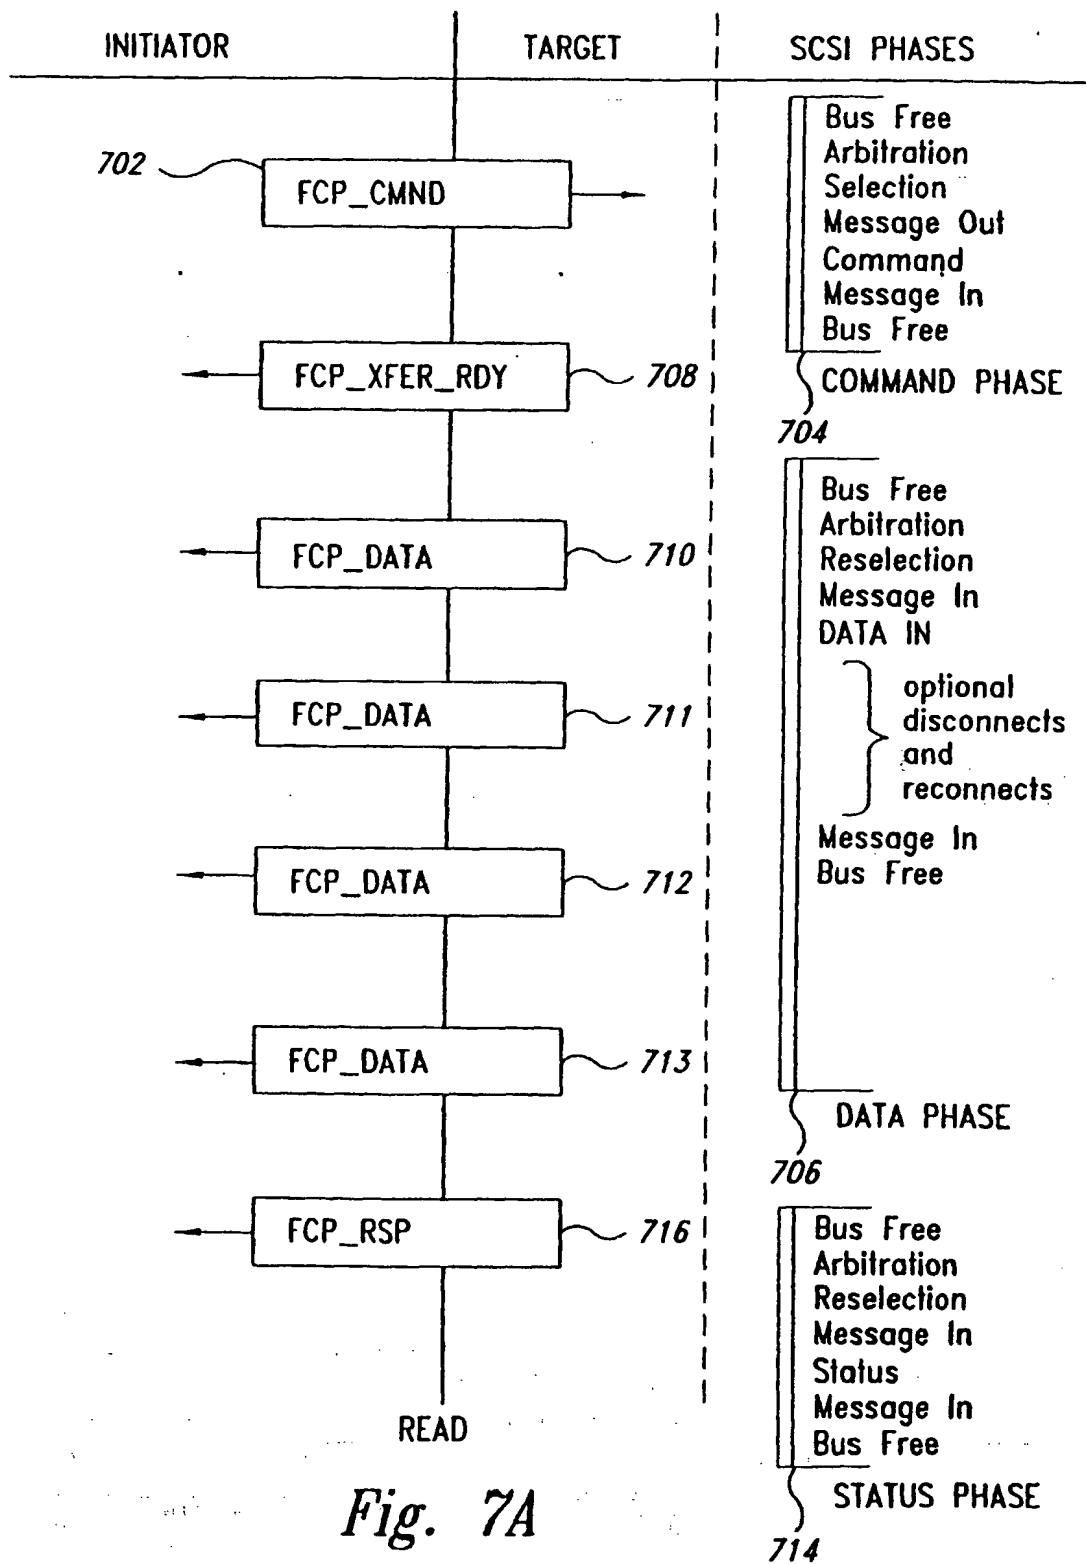 INITIATOR
TARGET
SCSI PHASES
702
FCP_CMND
FCP_XFER_RDY
708
FCP_DATA
710
FCP_DATA
711
FCP_DATA
712
FCP_DATA
713
FCP_RSP
716
READ
Bus Free
Arbitration
Selection
Message Out
Command
Message In
Bus Free
COMMAND PHASE
704
Bus Free
Arbitration
Reselection
Message In
DATA IN
optional
disconnects
and
reconnects
Message In
Bus Free
DATA PHASE
706
Bus Free
Arbitration
Reselection
Message In
Status
Message In
Bus Free
STATUS PHASE
714
Fig. 7A